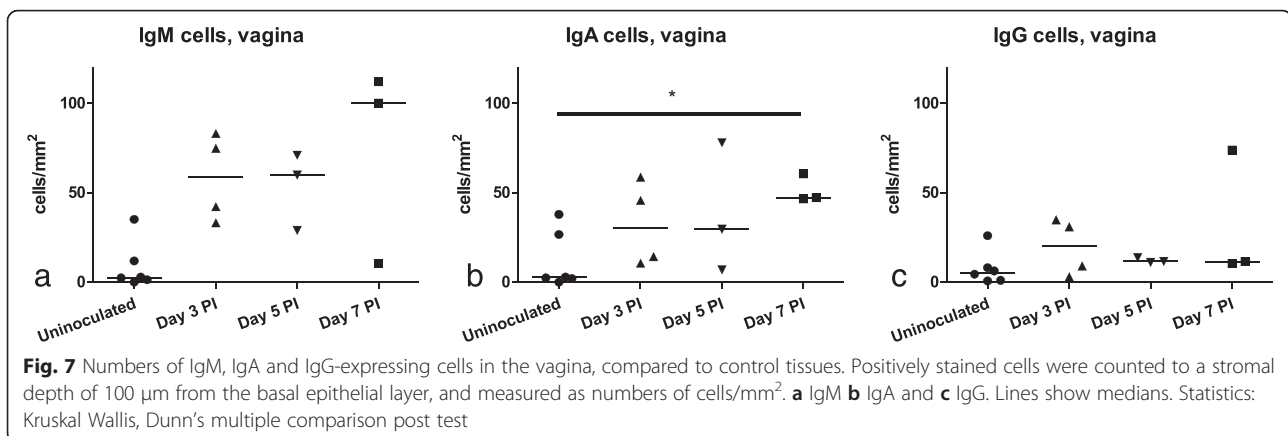 IgM cells, vagina
cells/mm²
100
50
0
a
Uninoculated
Day 3 PI
Day 5 PI
Day 7 PI
IgA cells, vagina
cells/mm²
100
50
0
*
b
Uninoculated
Day 3 PI
Day 5 PI
Day 7 PI
IgG cells, vagina
cells/mm²
100
50
0
c
Uninoculated
Day 3 PI
Day 5 PI
Day 7 PI
Fig. 7 Numbers of IgM, IgA and IgG-expressing cells in the vagina, compared to control tissues. Positively stained cells were counted to a stromal
depth of 100 μm from the basal epithelial layer, and measured as numbers of cells/mm². a IgM b IgA and c IgG. Lines show medians. Statistics:
Kruskal Wallis, Dunn's multiple comparison post test